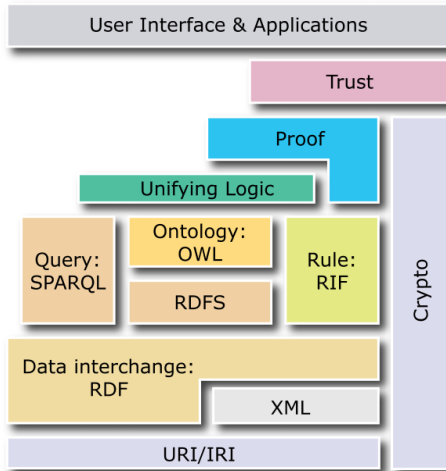 User Interface & Applications
Trust
Proof
Unifying Logic
Query:
SPARQL
Ontology:
OWL
RDFS
Rule:
RIF
Crypto
Data interchange:
RDF
XML
URI/IRI